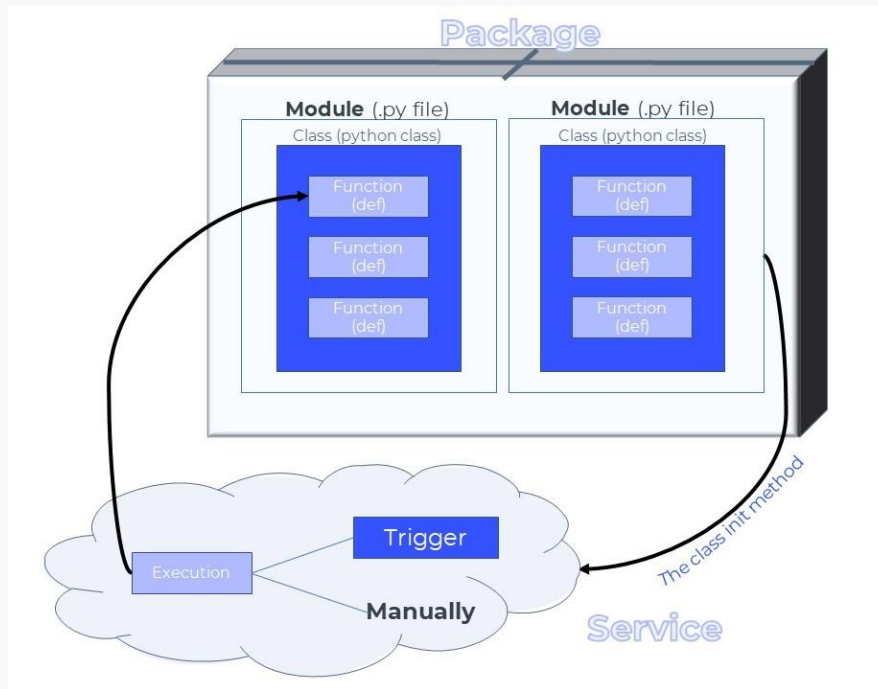 Package
Module (.py file)
Class (python class)
Function
(def)
Function
(def)
Function
(def)
Module (.py file)
Class (python class)
Function
(def)
Function
(def)
Function
(def)
The class init method
Trigger
Execution
Manually
Service